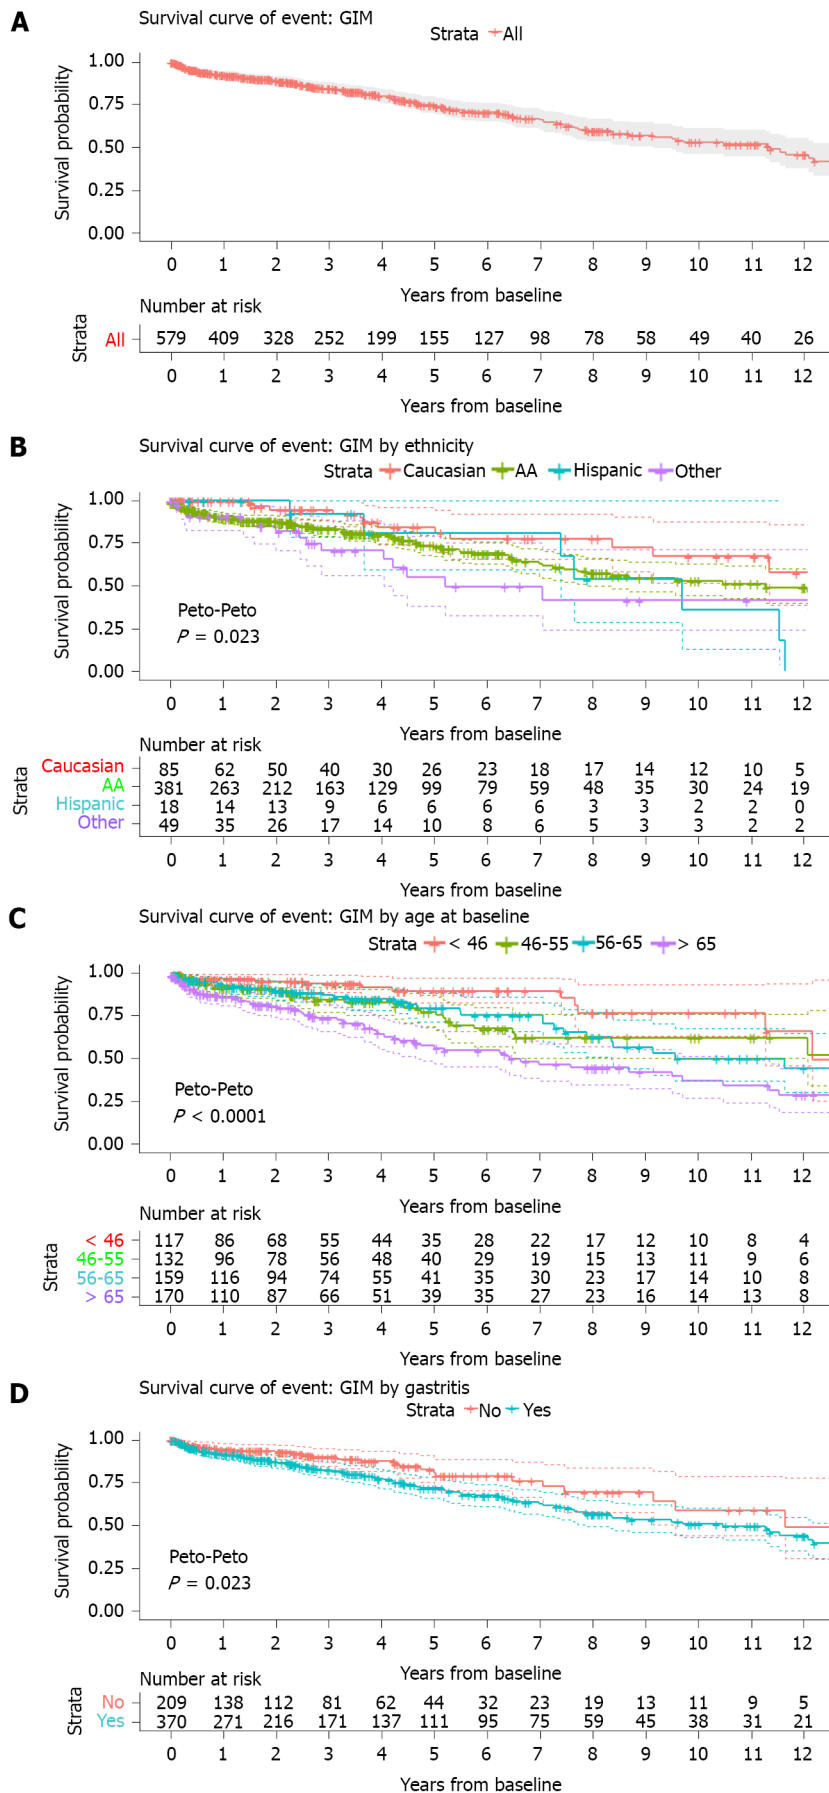 A
Survival curve of event: GIM
Strata All
Survival probability
1.00
0.75
0.50
0.25
0.00
0 1 2 3 4 5 6 7 8 9 10 11 12
Years from baseline
Number at risk
Strata
All 579 409 328 252 199 155 127 98 78 58 49 40 26
0 1 2 3 4 5 6 7 8 9 10 11 12
Years from baseline
B
Survival curve of event: GIM by ethnicity
Strata Caucasian AA Hispanic Other
Survival probability
1.00
0.75
0.50
0.25
0.00
Peto-Peto
P = 0.023
0 1 2 3 4 5 6 7 8 9 10 11 12
Years from baseline
Number at risk
Strata
Caucasian 85 62 50 40 30 26 23 18 17 14 12 10 5
AA 381 263 212 163 129 99 79 59 48 35 30 24 19
Hispanic 18 14 13 9 6 6 6 6 3 3 2 2 0
Other 49 35 26 17 14 10 8 6 5 3 3 2 2
0 1 2 3 4 5 6 7 8 9 10 11 12
Years from baseline
C
Survival curve of event: GIM by age at baseline
Strata < 46 46-55 56-65 > 65
Survival probability
1.00
0.75
0.50
0.25
0.00
Peto-Peto
P < 0.0001
0 1 2 3 4 5 6 7 8 9 10 11 12
Years from baseline
Number at risk
Strata
< 46 117 86 68 55 44 35 28 22 17 12 10 8 4
46-55 132 96 78 56 48 40 29 19 15 13 11 9 6
56-65 159 116 94 74 55 41 35 30 23 17 14 10 8
> 65 170 110 87 66 51 39 35 27 23 16 14 13 8
0 1 2 3 4 5 6 7 8 9 10 11 12
Years from baseline
D
Survival curve of event: GIM by gastritis
Strata No Yes
Survival probability
1.00
0.75
0.50
0.25
0.00
Peto-Peto
P = 0.023
0 1 2 3 4 5 6 7 8 9 10 11 12
Years from baseline
Number at risk
Strata
No 209 138 112 81 62 44 32 23 19 13 11 9 5
Yes 370 271 216 171 137 111 95 75 59 45 38 31 21
0 1 2 3 4 5 6 7 8 9 10 11 12
Years from baseline